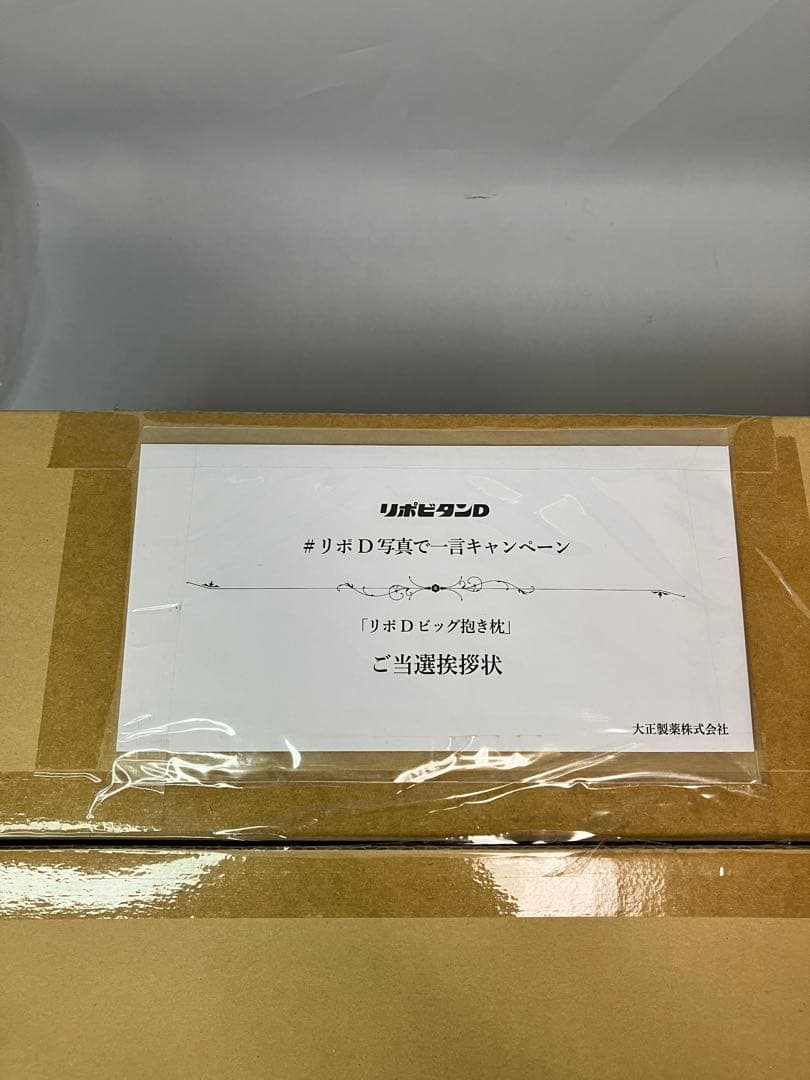 リポビタンD
#リポD写真で一言キャンペーン
「リポDビッグ抱き枕」
ご当選挨拶状
大正製薬株式会社